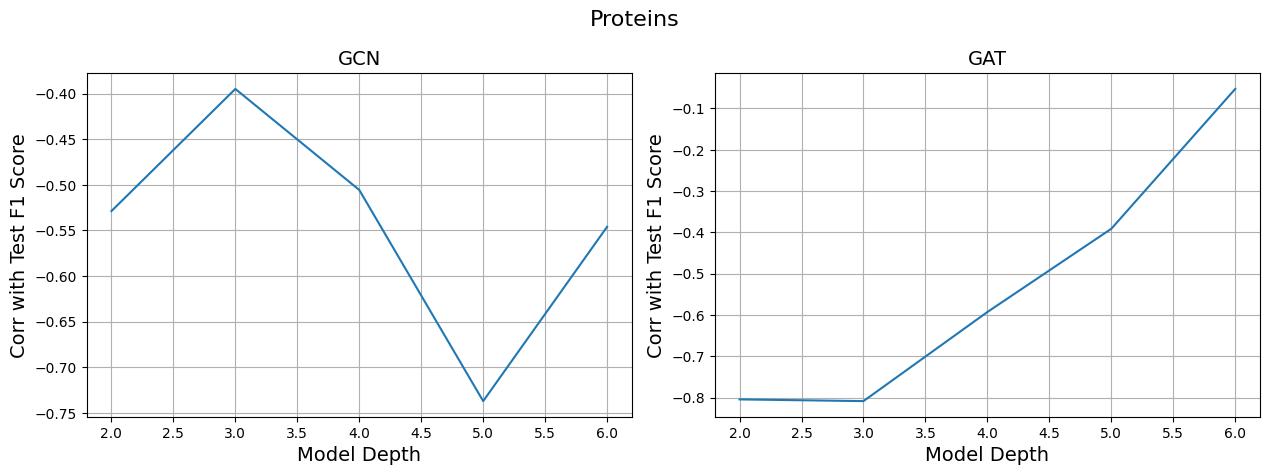 Proteins
GCN
Corr with Test F1 Score
−0.40
−0.45
−0.50
−0.55
−0.60
−0.65
−0.70
−0.75
2.0 2.5 3.0 3.5 4.0 4.5 5.0 5.5 6.0
Model Depth
GAT
Corr with Test F1 Score
−0.1
−0.2
−0.3
−0.4
−0.5
−0.6
−0.7
−0.8
2.0 2.5 3.0 3.5 4.0 4.5 5.0 5.5 6.0
Model Depth